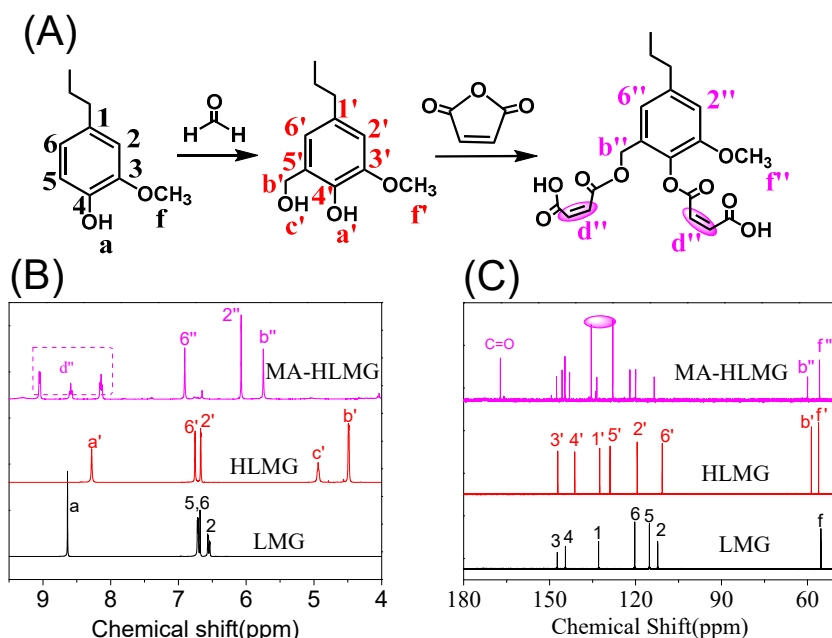 (A)
O
H H
O O O
1 2 3 4 5 6
OCH₃
f
OH
a
1' 2' 3' 4' 5' 6'
b'
OH
c'
OCH₃
f'
OH
a'
6'' 2''
b''
OCH₃
f''
O O
OH O
d''
O O
O OH
d''
(B)
6'' 2'' b''
d''
MA-HLMG
a' 6' 2' c' b'
HLMG
a 5,6 2
LMG
9 8 7 6 5 4
Chemical shift(ppm)
(C)
C=O b'' f''
MA-HLMG
3' 4' 1' 5' 2' 6' b' f'
HLMG
3 4 1 6 5 2 f
LMG
180 150 120 90 60
Chemical Shift(ppm)